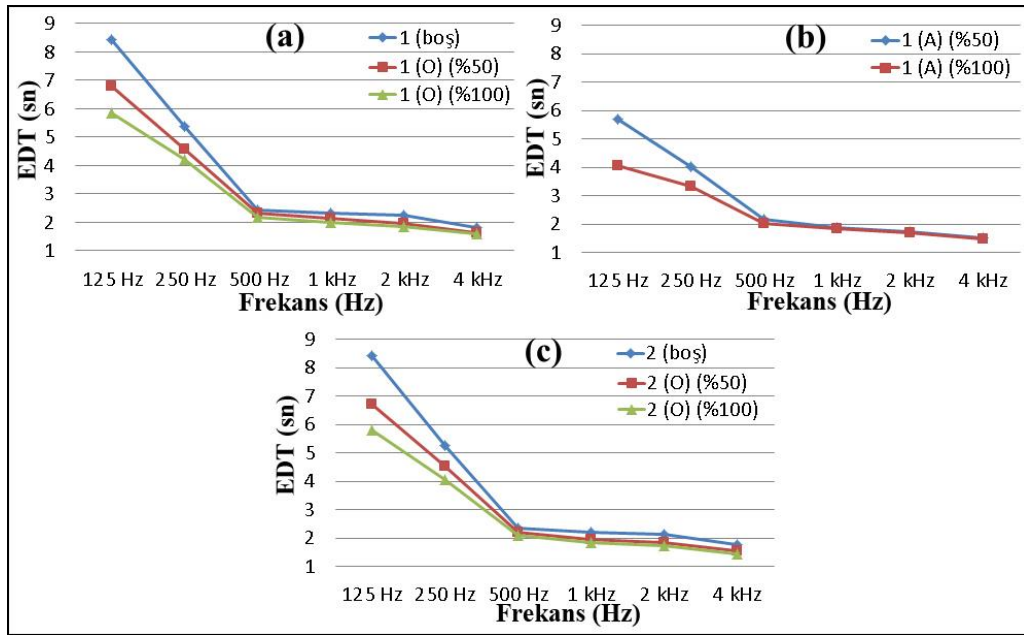 (a)
EDT (sn)
9
8
7
6
5
4
3
2
1
1 (boş)
1 (O) (%50)
1 (O) (%100)
125 Hz 250 Hz 500 Hz 1 kHz 2 kHz 4 kHz
Frekans (Hz)
(b)
EDT (sn)
9
8
7
6
5
4
3
2
1
1 (A) (%50)
1 (A) (%100)
125 Hz 250 Hz 500 Hz 1 kHz 2 kHz 4 kHz
Frekans (Hz)
(c)
EDT (sn)
9
8
7
6
5
4
3
2
1
2 (boş)
2 (O) (%50)
2 (O) (%100)
125 Hz 250 Hz 500 Hz 1 kHz 2 kHz 4 kHz
Frekans (Hz)